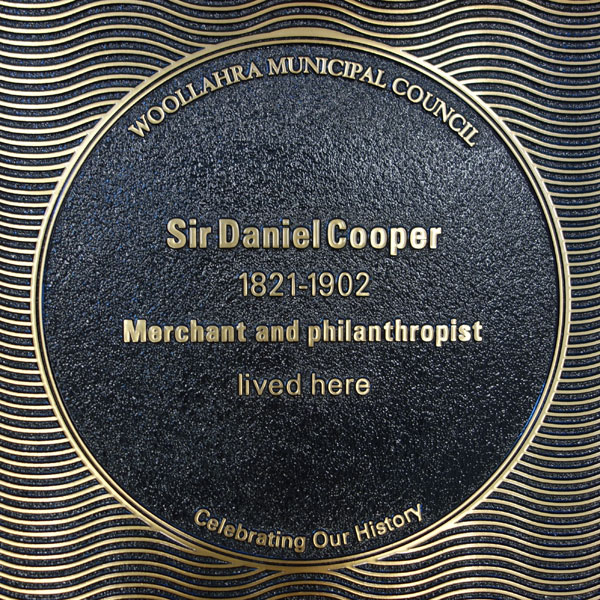 WOOLLAHRA MUNICIPAL COUNCIL
Sir Daniel Cooper
1821-1902
Merchant and philanthropist
lived here
Celebrating Our History